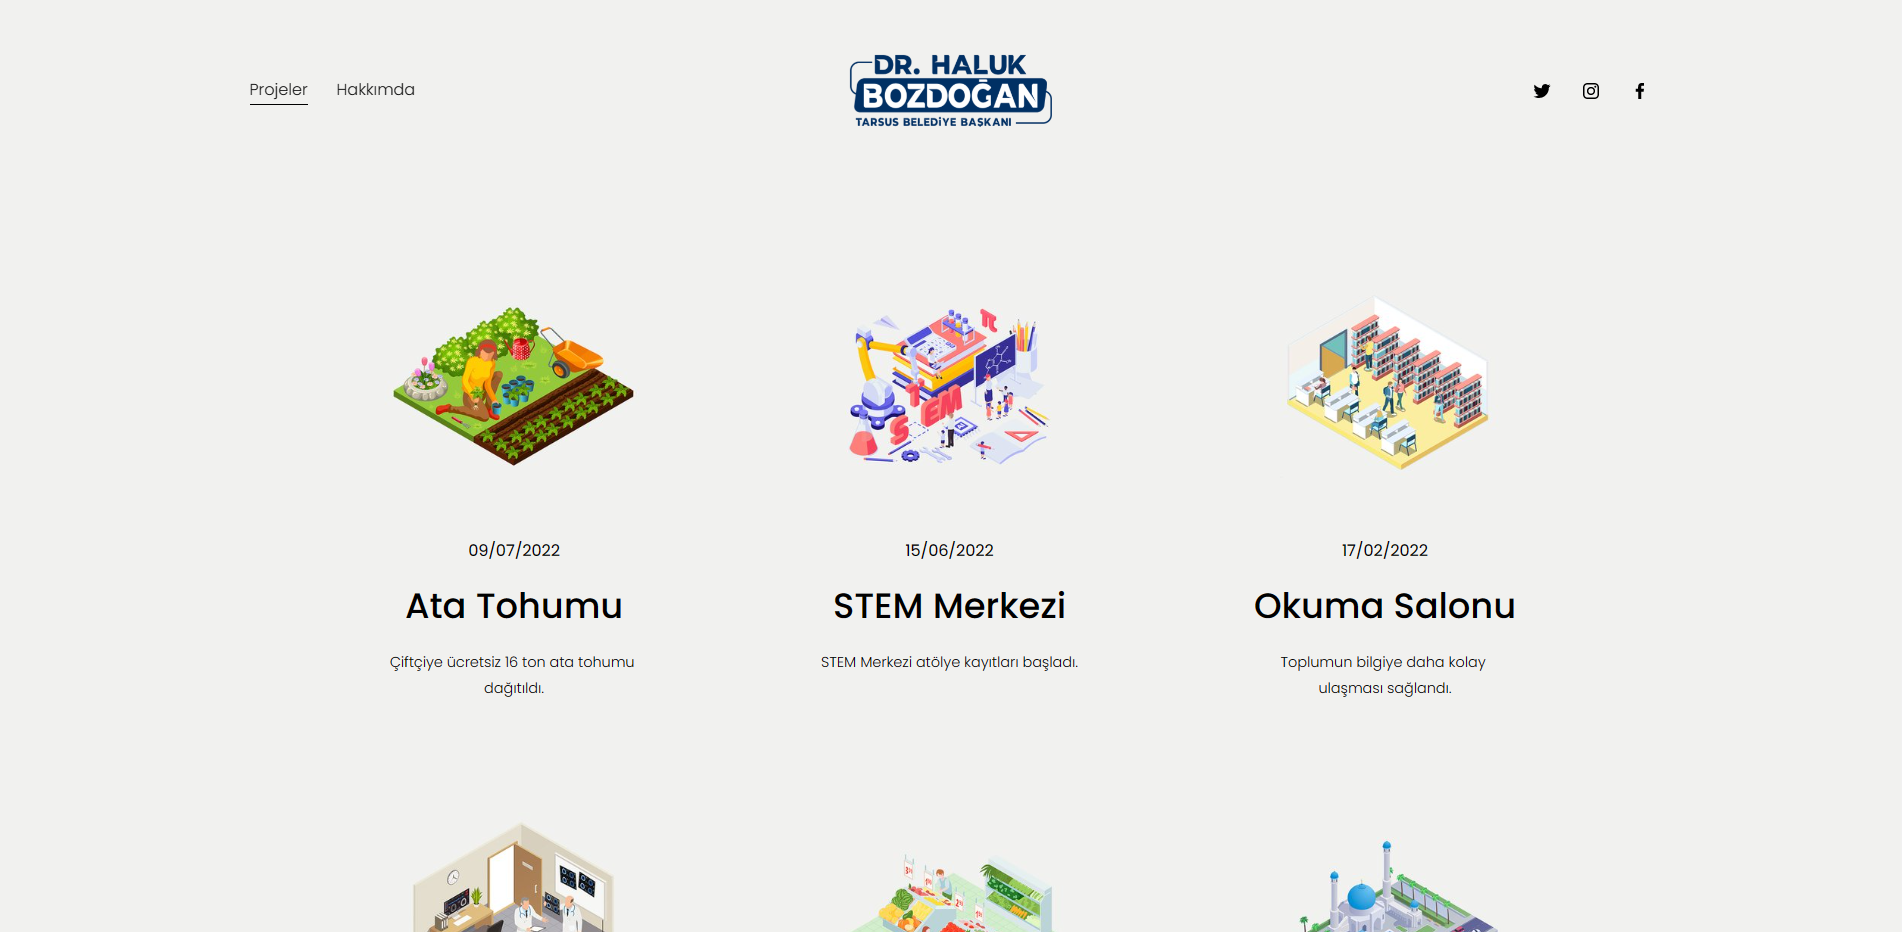 Projeler Hakkımda
DR. HALUK
BOZDOĞAN
TARSUS BELEDİYE BAŞKANI
π
STEM
09/07/2022
Ata Tohumu
Çiftçiye ücretsiz 16 ton ata tohumu
dağıtıldı.
15/06/2022
STEM Merkezi
STEM Merkezi atölye kayıtları başladı.
17/02/2022
Okuma Salonu
Toplumun bilgiye daha kolay
ulaşması sağlandı.